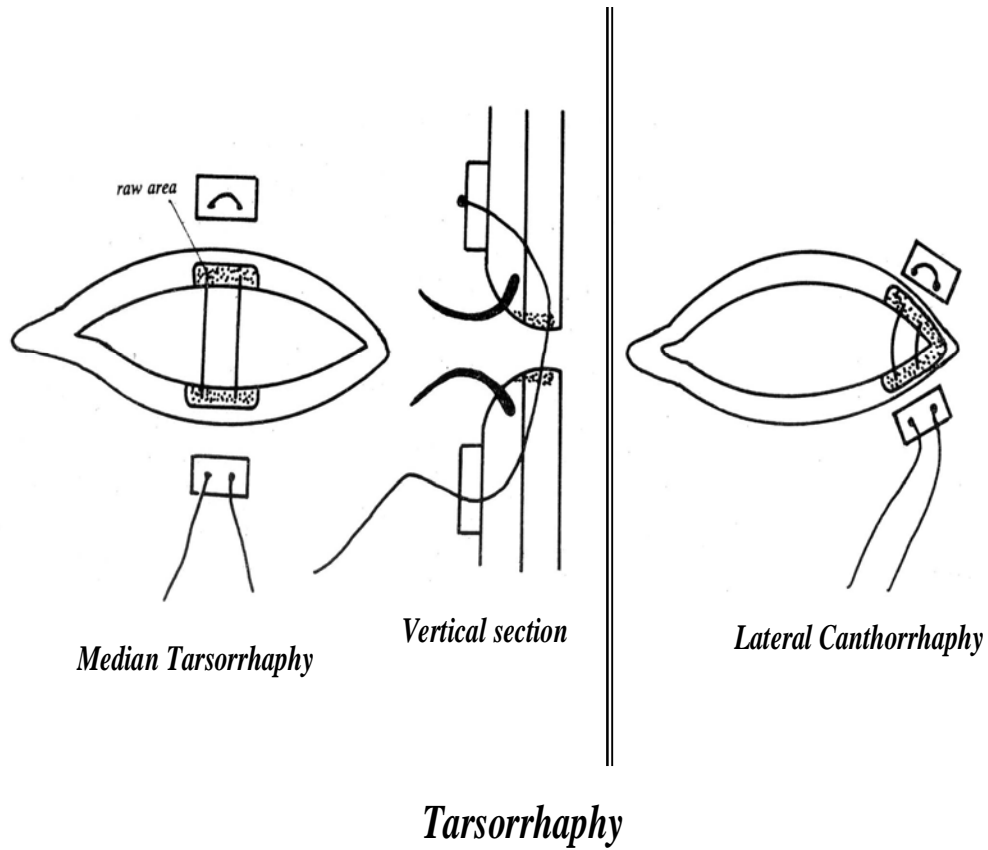 raw area
Median Tarsorrhaphy
Vertical section
Lateral Canthorrhaphy
Tarsorrhaphy